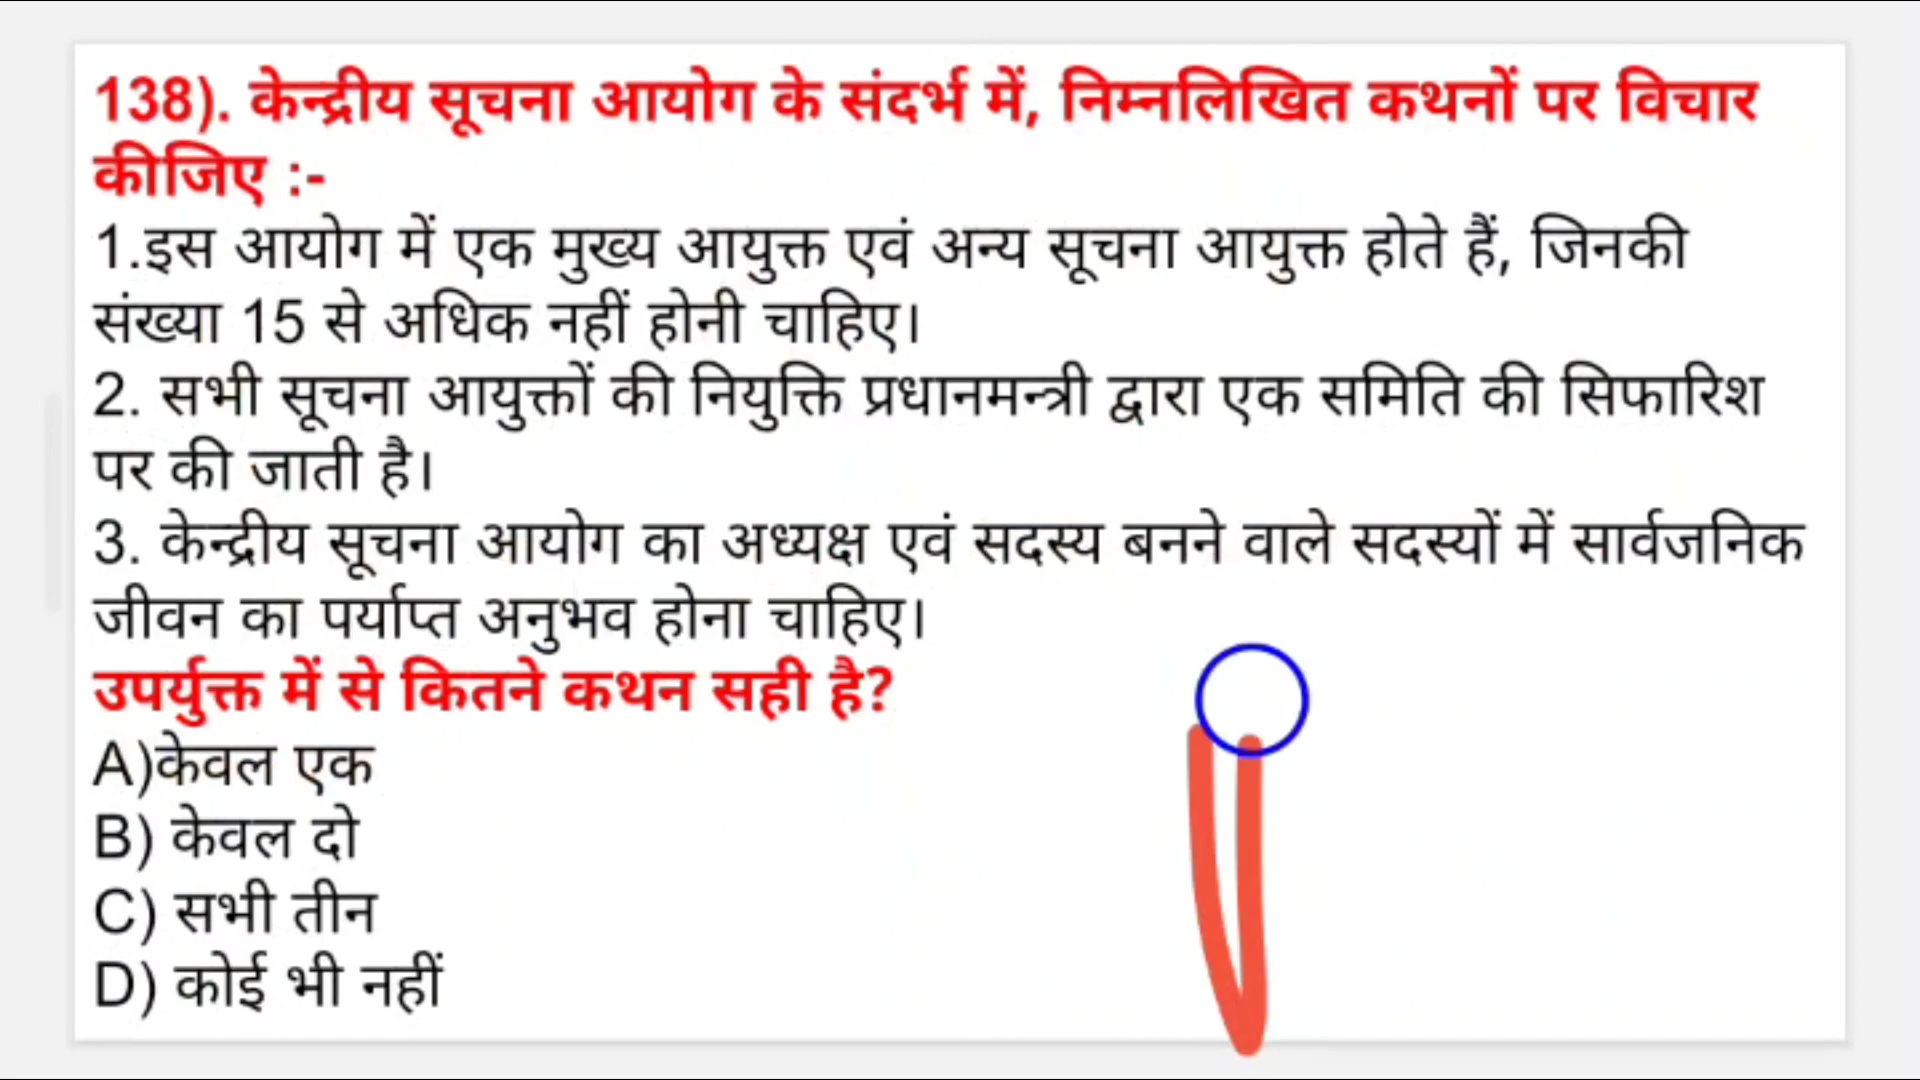 138). केन्द्रीय सूचना आयोग के संदर्भ में, निम्नलिखित कथनों पर विचार
कीजिए :-
1.इस आयोग में एक मुख्य आयुक्त एवं अन्य सूचना आयुक्त होते हैं, जिनकी
संख्या 15 से अधिक नहीं होनी चाहिए।
2. सभी सूचना आयुक्तों की नियुक्ति प्रधानमन्त्री द्वारा एक समिति की सिफारिश
पर की जाती है।
3. केन्द्रीय सूचना आयोग का अध्यक्ष एवं सदस्य बनने वाले सदस्यों में सार्वजनिक
जीवन का पर्याप्त अनुभव होना चाहिए।
उपर्युक्त में से कितने कथन सही है?
A)केवल एक
B) केवल दो
C) सभी तीन
D) कोई भी नहीं